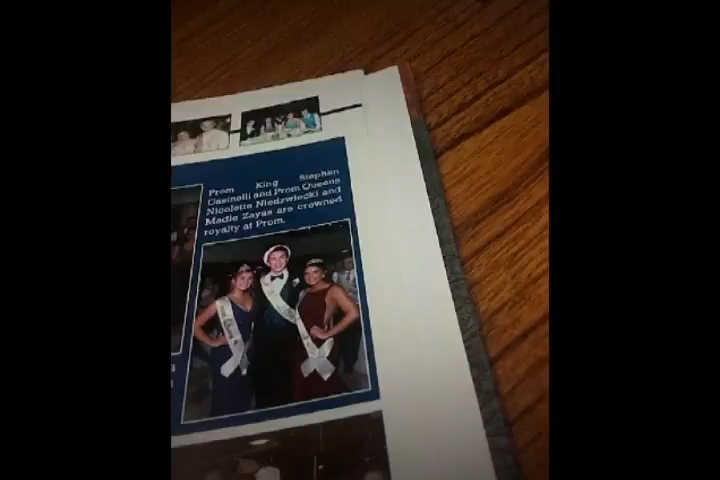 Prom King Stephen
Casinelli and Prom Queens
Nicolette Niedzwiecki and
Madie Zayas are crowned
royalty at Prom.